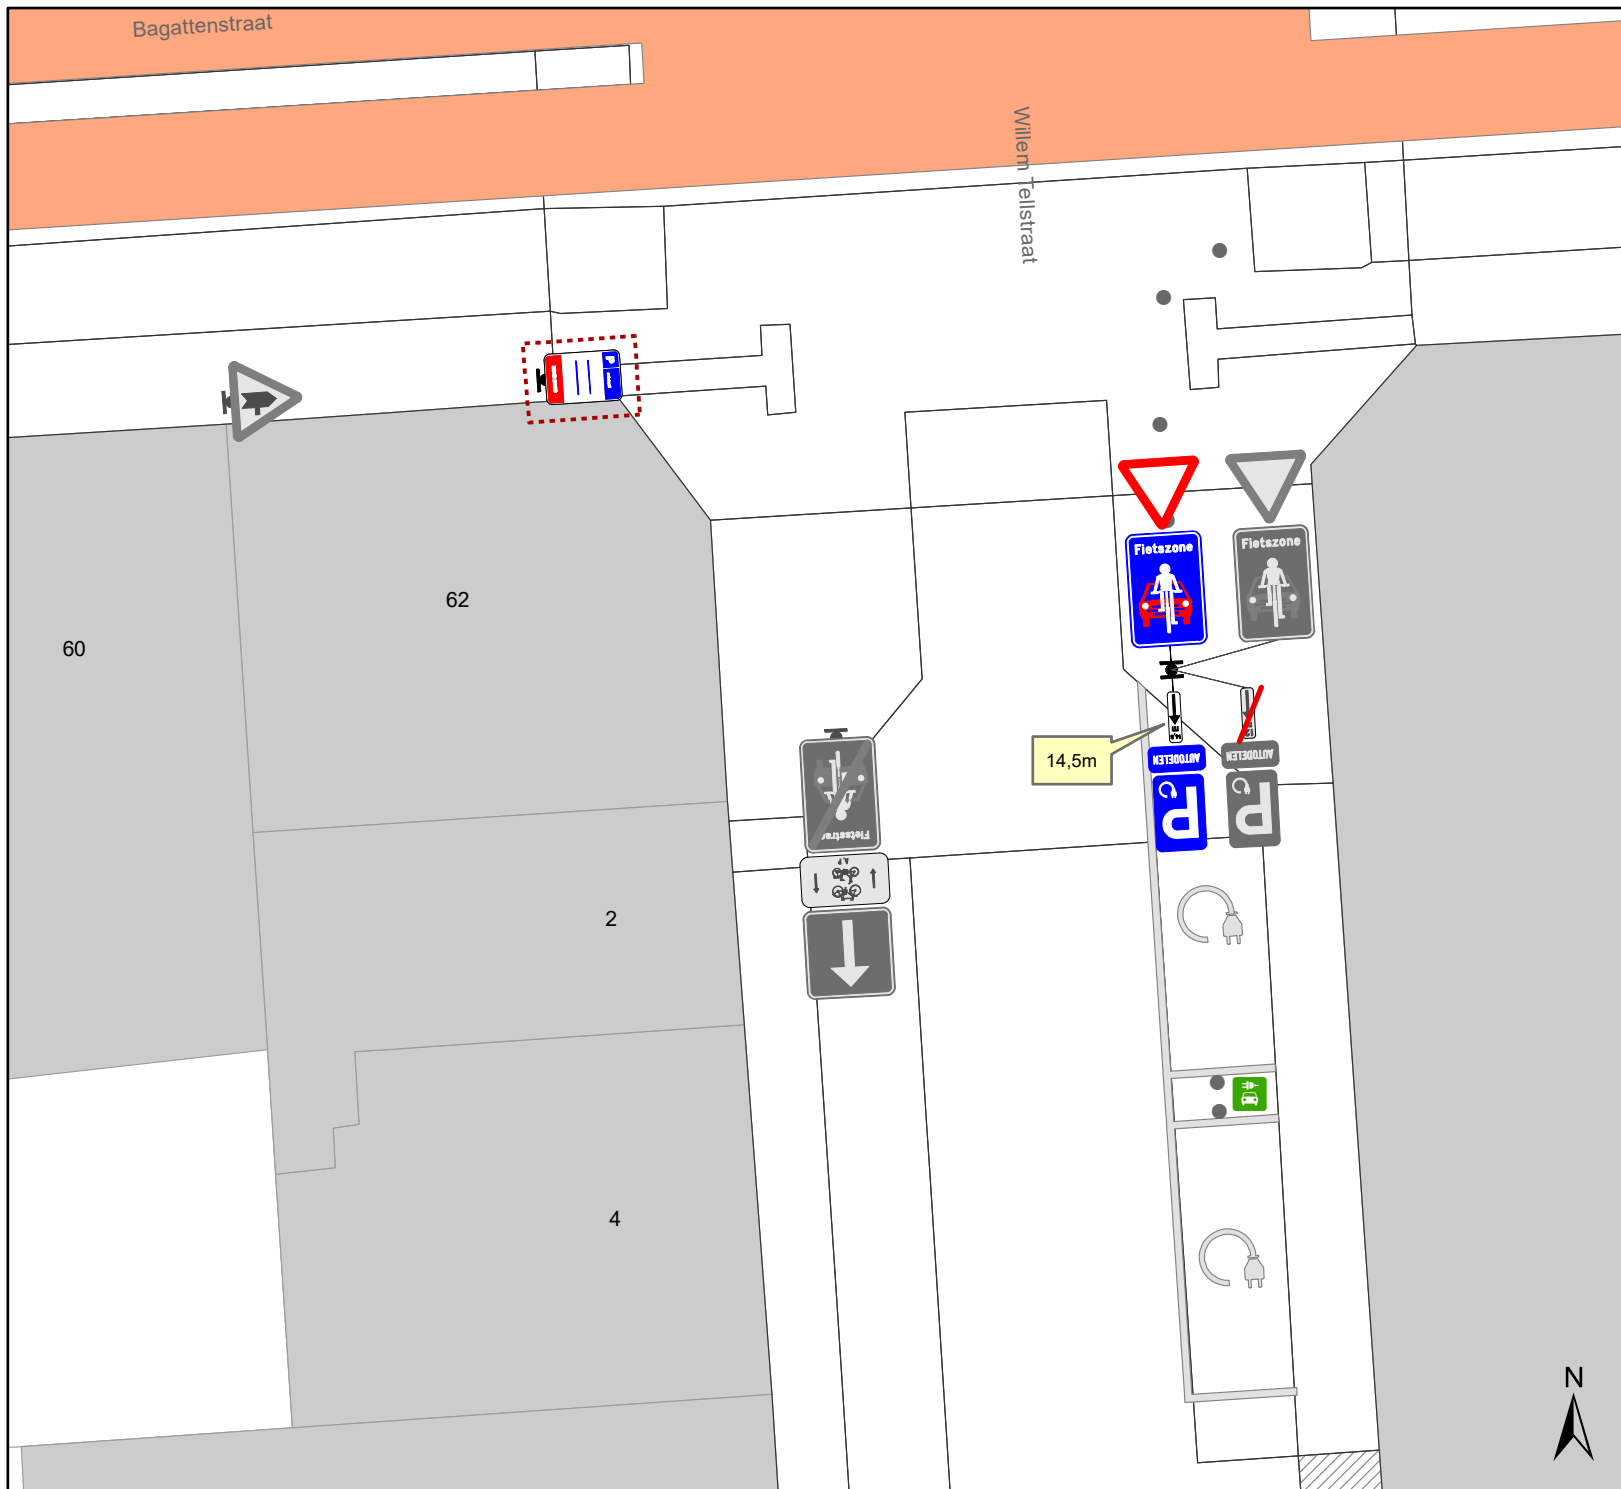 Bagattenstraat
Willem Tellstraat
62
60
Fietszone
Fietszone
14,5m
AUTODELEN
AUTODELEN
P
P
P
Fietsstraat
2
4
N